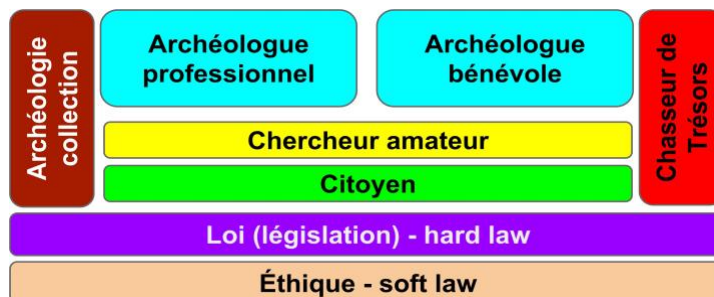 Archéologie
collection
Archéologue
professionnel
Archéologue
bénévole
Chasseur de
Trésors
Chercheur amateur
Citoyen
Loi (législation) - hard law
Éthique - soft law